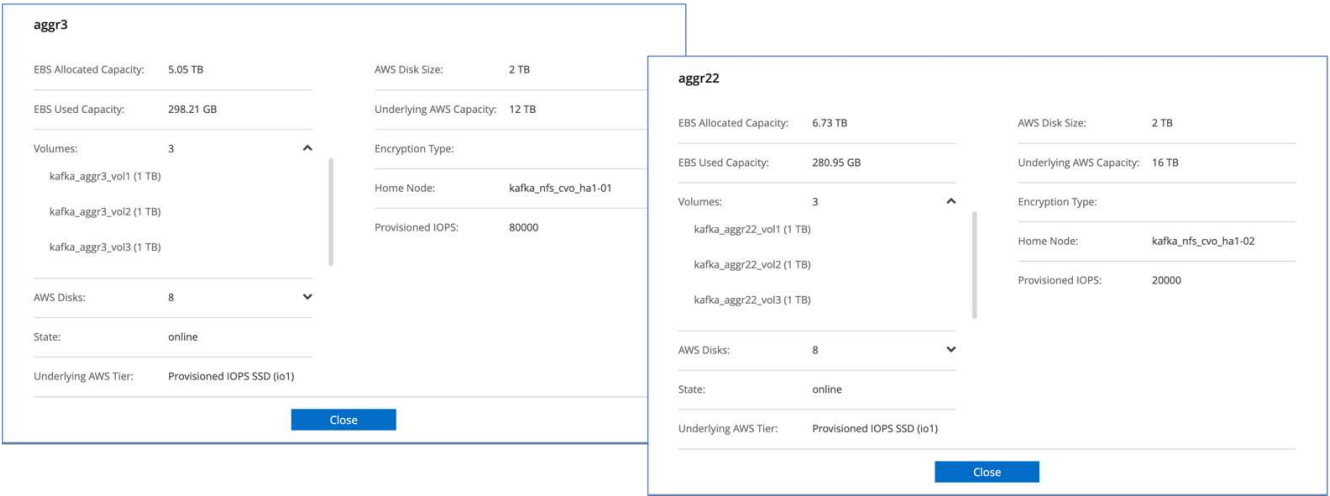 aggr3
EBS Allocated Capacity: 5.05 TB
AWS Disk Size: 2 TB
EBS Used Capacity: 298.21 GB
Underlying AWS Capacity: 12 TB
Volumes: 3
Encryption Type:
kafka_aggr3_vol1 (1 TB)
Home Node: kafka_nfs_cvo_ha1-01
kafka_aggr3_vol2 (1 TB)
Provisioned IOPS: 80000
kafka_aggr3_vol3 (1 TB)
AWS Disks: 8
State: online
Underlying AWS Tier: Provisioned IOPS SSD (io1)
Close
aggr22
EBS Allocated Capacity: 6.73 TB
AWS Disk Size: 2 TB
EBS Used Capacity: 280.95 GB
Underlying AWS Capacity: 16 TB
Volumes: 3
Encryption Type:
kafka_aggr22_vol1 (1 TB)
Home Node: kafka_nfs_cvo_ha1-02
kafka_aggr22_vol2 (1 TB)
Provisioned IOPS: 20000
kafka_aggr22_vol3 (1 TB)
AWS Disks: 8
State: online
Underlying AWS Tier: Provisioned IOPS SSD (io1)
Close